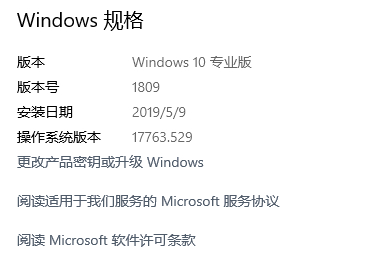 Windows 规格
版本 Windows 10 专业版
版本号 1809
安装日期 2019/5/9
操作系统版本 17763.529
更改产品密钥或升级 Windows
阅读适用于我们服务的 Microsoft 服务协议
阅读 Microsoft 软件许可条款